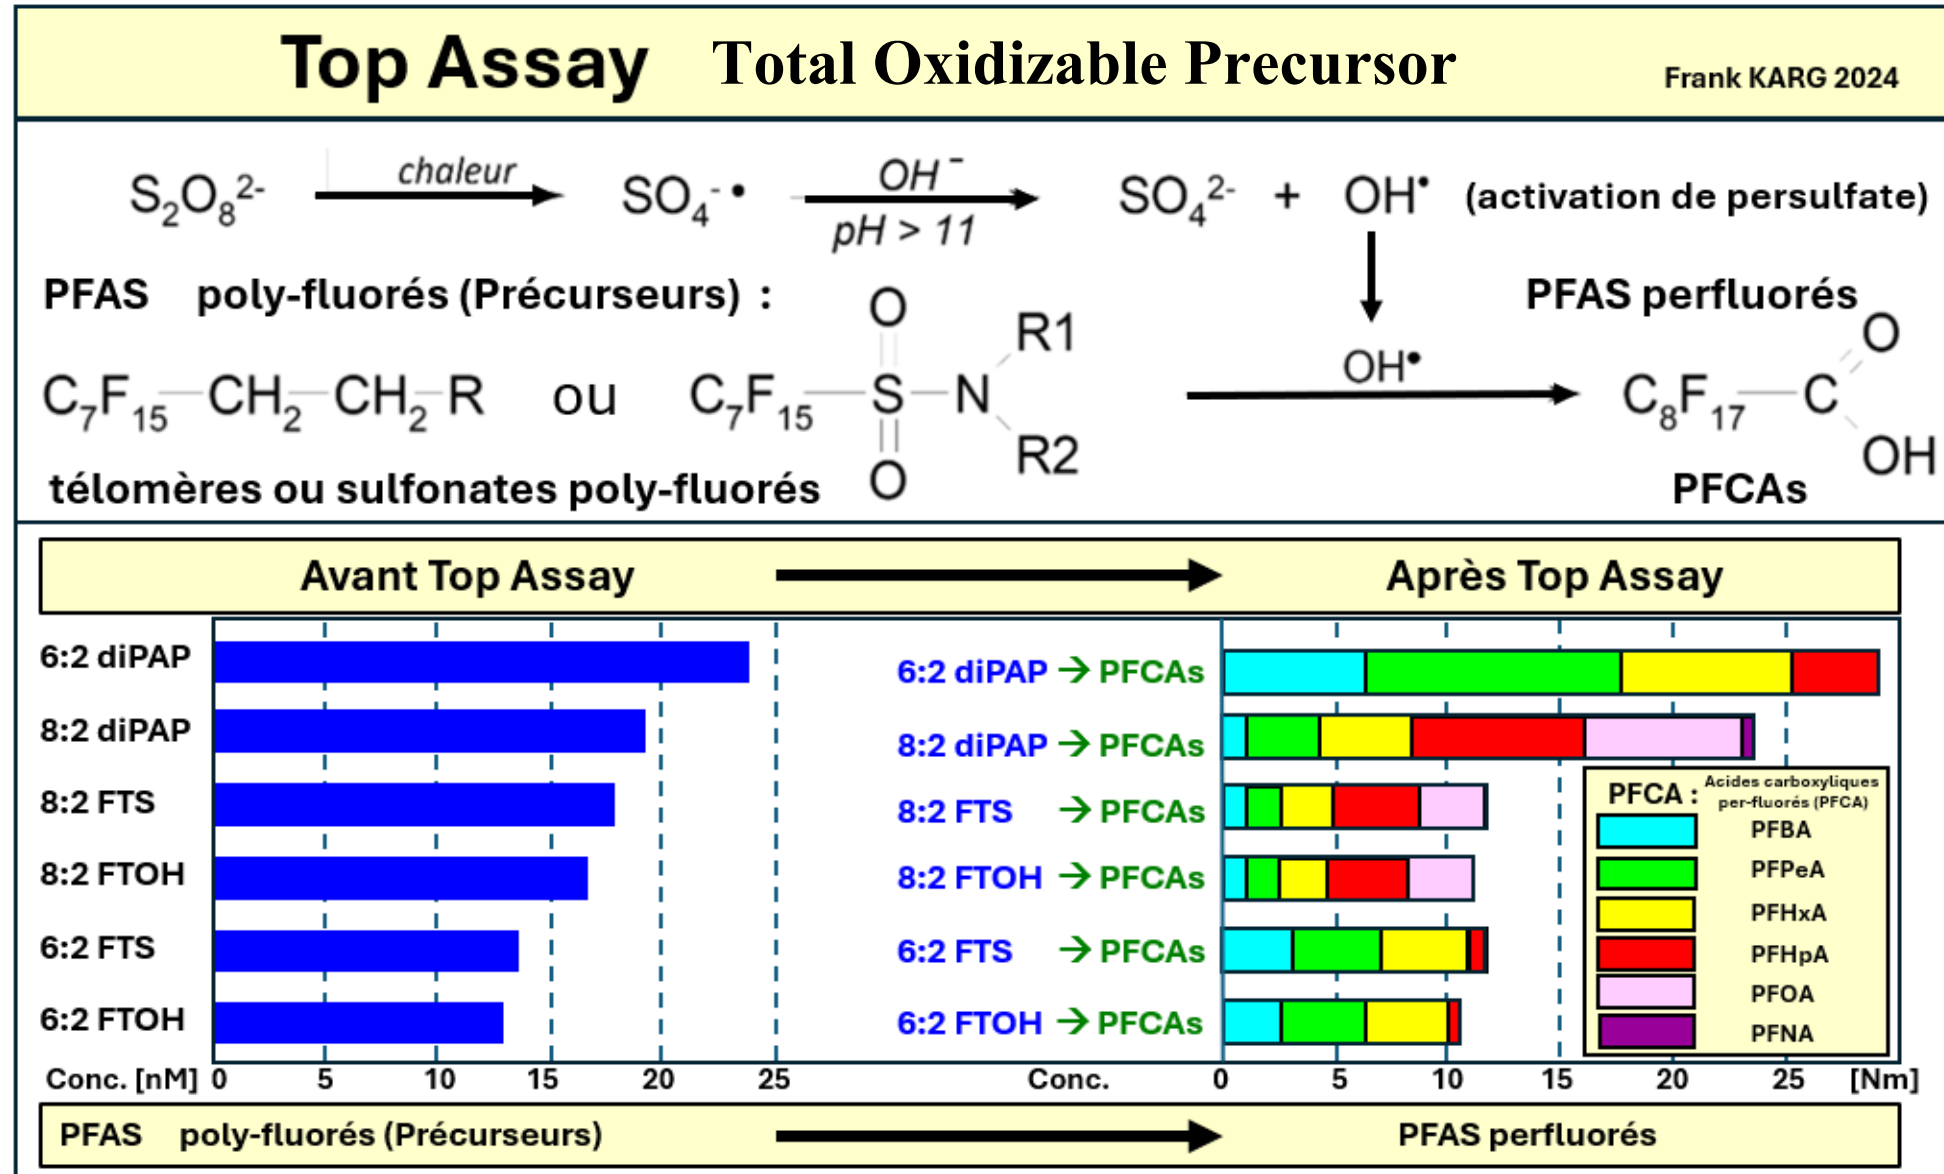 Top Assay Total Oxidizable Precursor Frank KARG 2024
S₂O₈²⁻ chaleur SO₄⁻• OH⁻ pH > 11 SO₄²⁻ + OH• (activation de persulfate)
PFAS poly-fluorés (Précurseurs) : PFAS perfluorés
C₇F₁₅ CH₂ CH₂ R ou C₇F₁₅ S O O N R1 R2 OH• C₈F₁₇ C O OH
télomères ou sulfonates poly-fluorés PFCAs
Avant Top Assay Après Top Assay
6:2 diPAP
8:2 diPAP
8:2 FTS
8:2 FTOH
6:2 FTS
6:2 FTOH
Conc. [nM] 0 5 10 15 20 25
6:2 diPAP → PFCAs
8:2 diPAP → PFCAs
8:2 FTS → PFCAs
8:2 FTOH → PFCAs
6:2 FTS → PFCAs
6:2 FTOH → PFCAs
Conc. 0 5 10 15 20 25 [Nm]
PFCA : Acides carboxyliques
per-fluorés (PFCA)
PFBA
PFPeA
PFHxA
PFHpA
PFOA
PFNA
PFAS poly-fluorés (Précurseurs) PFAS perfluorés